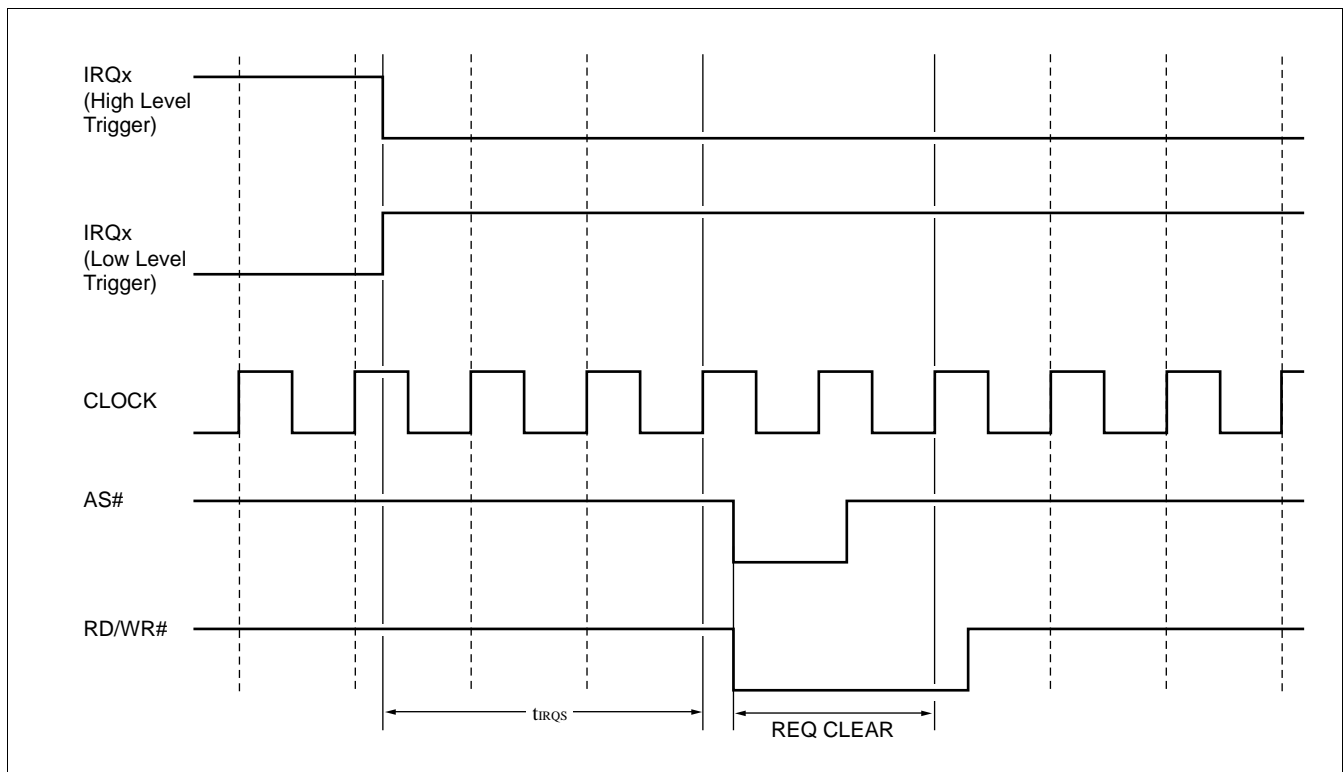 IRQx
(High Level
Trigger)
IRQx
(Low Level
Trigger)
CLOCK
AS#
RD/WR#
tIRQS
REQ CLEAR